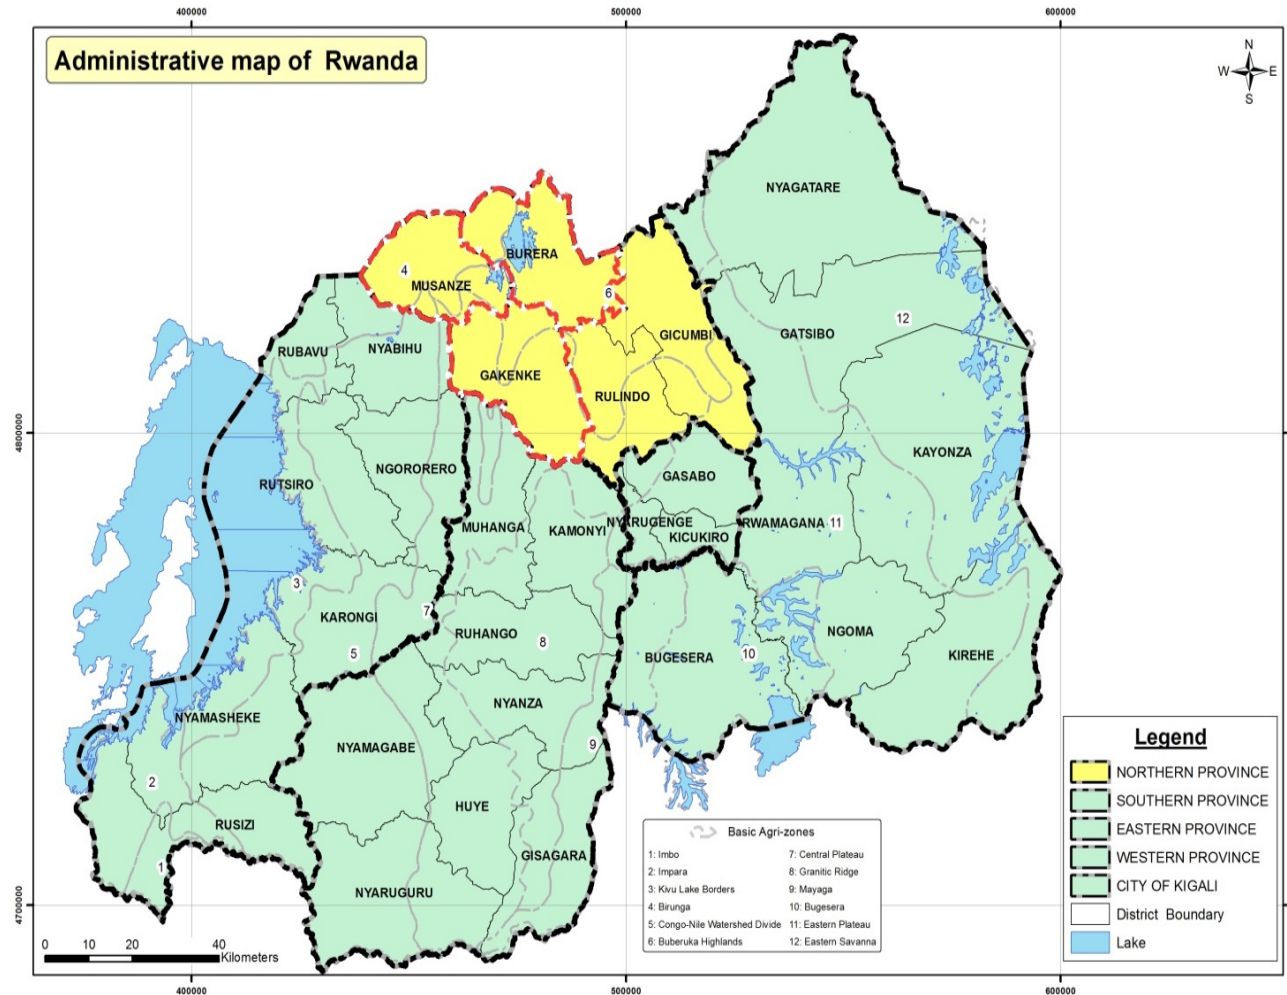 400000
500000
600000
Administrative map of Rwanda
N
W
E
S
NYAGATARE
BURERA
4
MUSANZE
6
12
GICUMBI
GATSIBO
RUBAVU
NYABIHU
GAKENKE
RULINDO
4800000
4800000
KAYONZA
NGORORERO
GASABO
RUTSIRO
MUHANGA
KAMONYI
NYARUGENGE
RWAMAGANA
11
KICUKIRO
3
7
KARONGI
RUHANGO
8
NGOMA
5
BUGESERA
10
KIREHE
NYAMASHEKE
NYANZA
NYAMAGABE
9
2
HUYE
RUSIZI
GISAGARA
1
NYARUGURU
Legend
NORTHERN PROVINCE
SOUTHERN PROVINCE
EASTERN PROVINCE
WESTERN PROVINCE
CITY OF KIGALI
District Boundary
Lake
Basic Agri-zones
1: Imbo
2: Impara
3: Kivu Lake Borders
4: Birunga
5: Congo-Nile Watershed Divide
6: Buberuka Highlands
7: Central Plateau
8: Granitic Ridge
9: Mayaga
10: Bugesera
11: Eastern Plateau
12: Eastern Savanna
4700000
4700000
0 10 20 40
Kilometers
400000
500000
600000